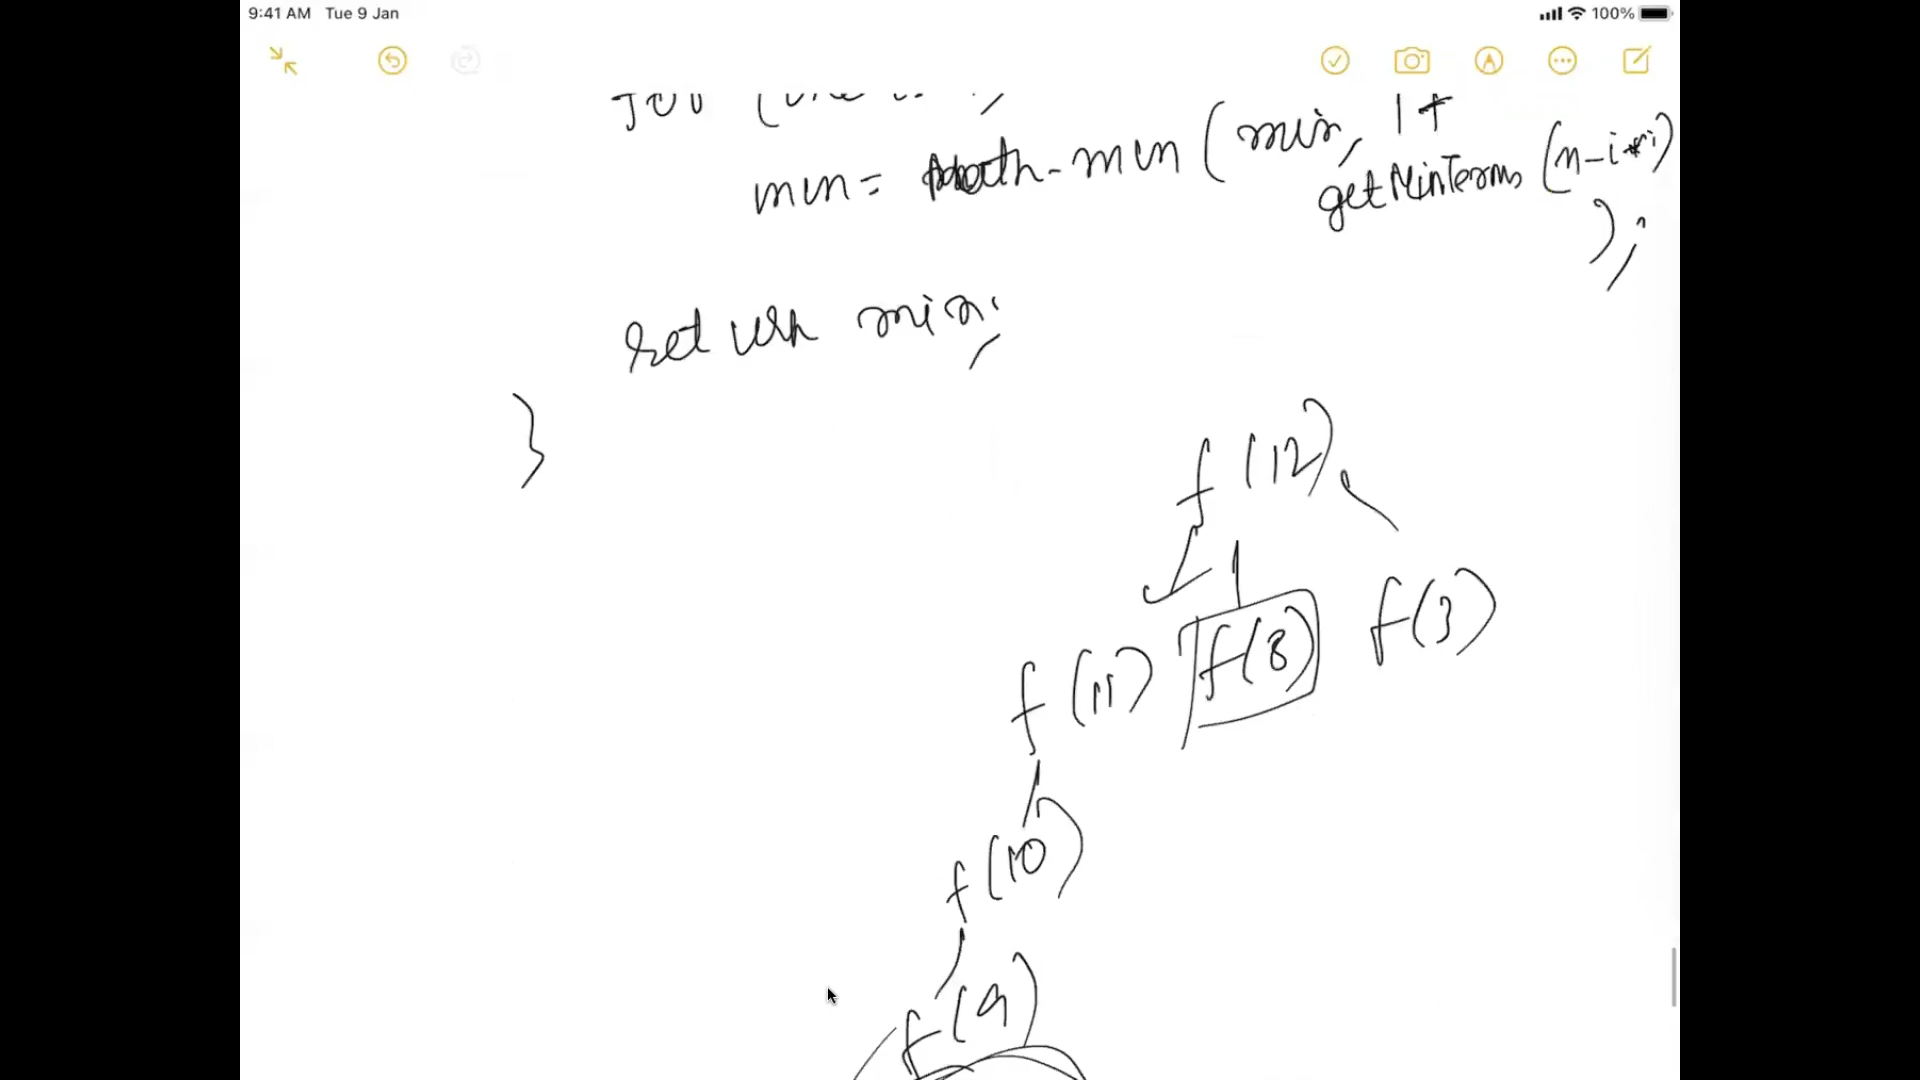 9:41 AM Tue 9 Jan
100%
min = Math.min ( min, 1 +
getMinTerms (n-i*i)
);
return min;
}
f (12)
f (11) f(8) f(3)
f (10)
f (9)